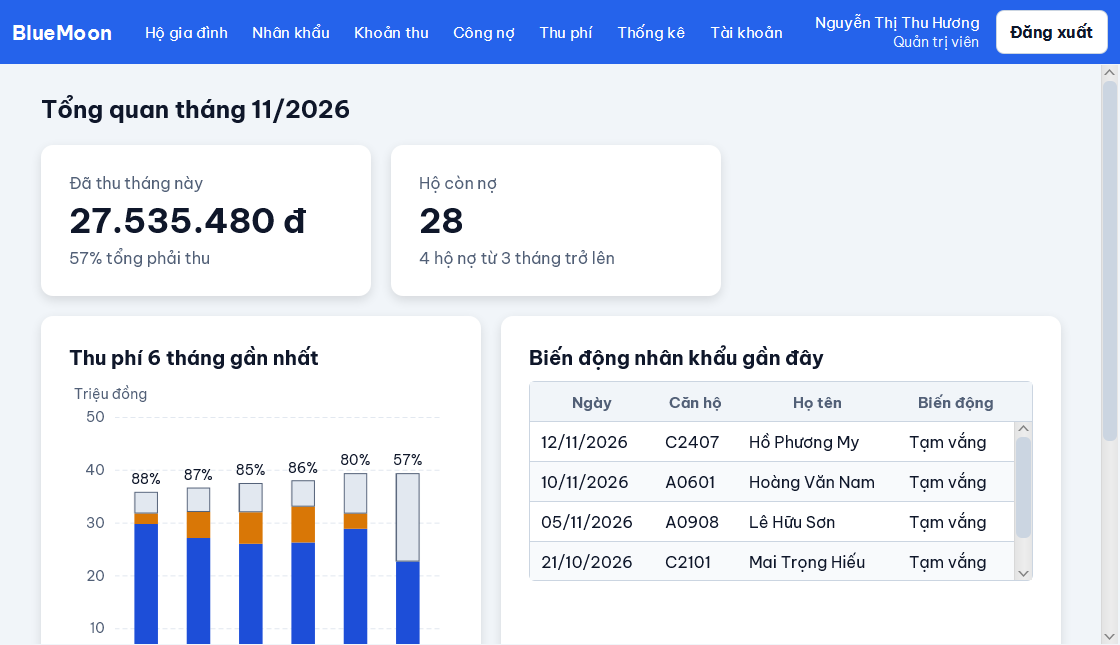 BlueMoon
Hộ gia đình Nhân khẩu Khoản thu Công nợ Thu phí Thống kê Tài khoản
Nguyễn Thị Thu Hương
Quản trị viên
Đăng xuất
Tổng quan tháng 11/2026
Đã thu tháng này
27.535.480 đ
57% tổng phải thu
Hộ còn nợ
28
4 hộ nợ từ 3 tháng trở lên
Thu phí 6 tháng gần nhất
Triệu đồng
50
40
30
20
10
88% 87% 85% 86% 80% 57%
Biến động nhân khẩu gần đây
Ngày Căn hộ Họ tên Biến động
12/11/2026 C2407 Hồ Phương My Tạm vắng
10/11/2026 A0601 Hoàng Văn Nam Tạm vắng
05/11/2026 A0908 Lê Hữu Sơn Tạm vắng
21/10/2026 C2101 Mai Trọng Hiếu Tạm vắng